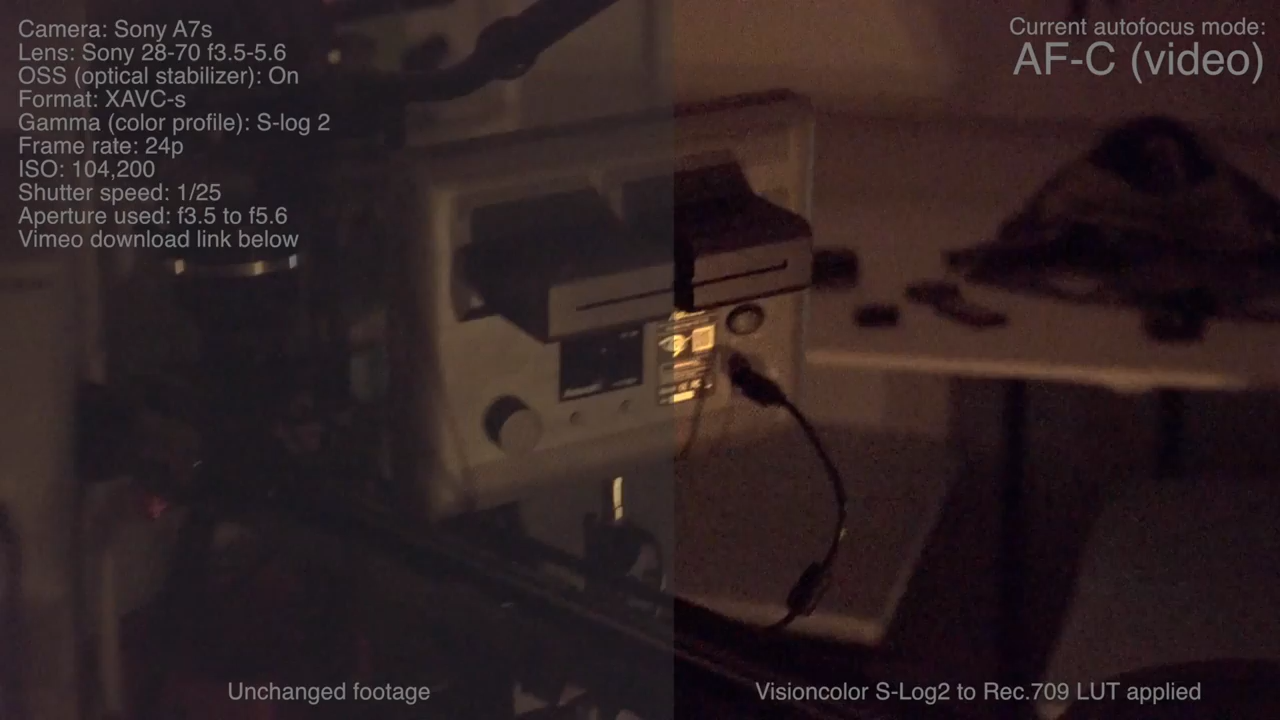 Camera: Sony A7s
Lens: Sony 28-70 f3.5-5.6
OSS (optical stabilizer): On
Format: XAVC-s
Gamma (color profile): S-log 2
Frame rate: 24p
ISO: 104,200
Shutter speed: 1/25
Aperture used: f3.5 to f5.6
Vimeo download link below
Current autofocus mode:
AF-C (video)
Unchanged footage
Visioncolor S-Log2 to Rec.709 LUT applied